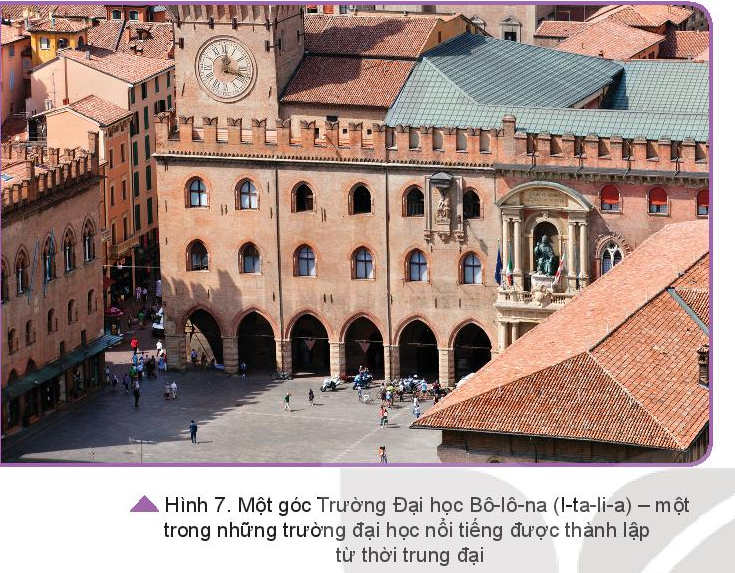 Hình 7. Một góc Trường Đại học Bô-lô-na (I-ta-li-a) – một
trong những trường đại học nổi tiếng được thành lập
từ thời trung đại